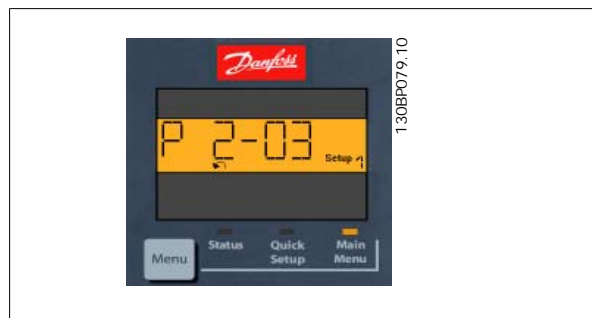 Danfoss
130BP079.10
P 2-03
Setup 1
Status
Quick Setup
Main Menu
Menu